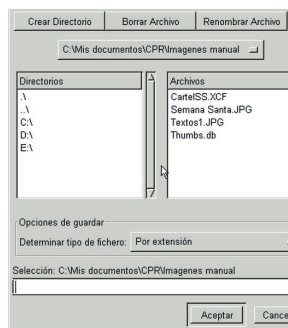 Crear Directorio Borrar Archivo Renombrar Archivo
C:\Mis documentos\CPR\Imagenes manual
Directorios Archivos
.\ CartelSS.XCF
..\ Semana Santa.JPG
C:\ Textos1.JPG
D:\ Thumbs.db
E:\
Opciones de guardar
Determinar tipo de fichero: Por extensión
Selección: C:\Mis documentos\CPR\Imagenes manual
Aceptar Cance